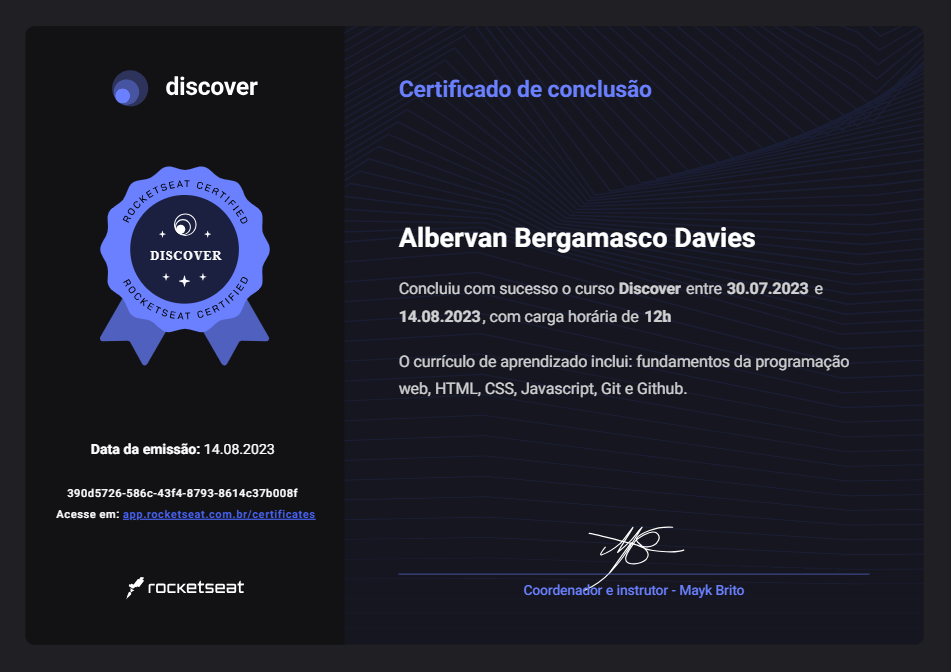 discover
ROCKETSEAT CERTIFIED
DISCOVER
ROCKETSEAT CERTIFIED
Data da emissão: 14.08.2023
390d5726-586c-43f4-8793-8614c37b008f
Acesse em: app.rocketseat.com.br/certificates
rocketseat
Certificado de conclusão
Albervan Bergamasco Davies
Concluiu com sucesso o curso Discover entre 30.07.2023 e
14.08.2023, com carga horária de 12h
O currículo de aprendizado inclui: fundamentos da programação
web, HTML, CSS, Javascript, Git e Github.
Coordenador e instrutor - Mayk Brito